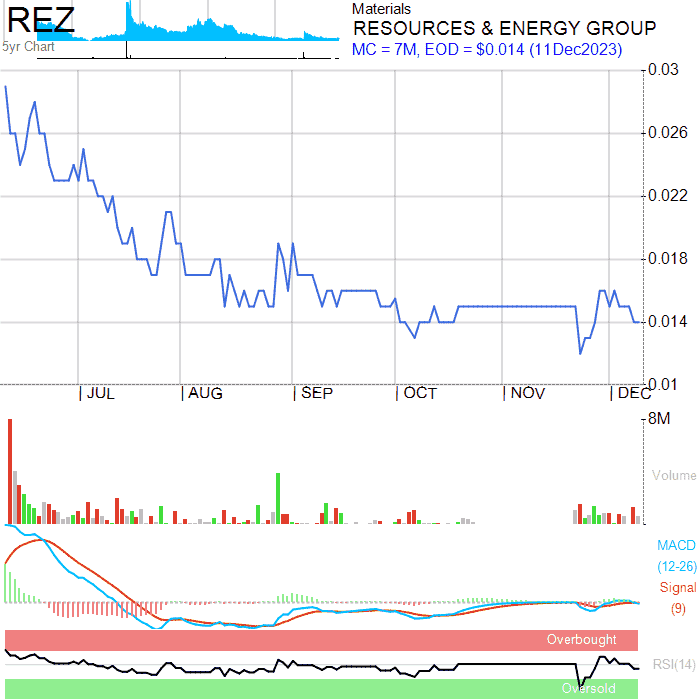 REZ
5yr Chart
Materials
RESOURCES & ENERGY GROUP
MC = 7M, EOD = $0.014 (11Dec2023)
0.03
0.026
0.022
0.018
0.014
0.01
JUL
AUG
SEP
OCT
NOV
DEC
8M
Volume
MACD
(12-26)
Signal
(9)
Overbought
RSI(14)
Oversold